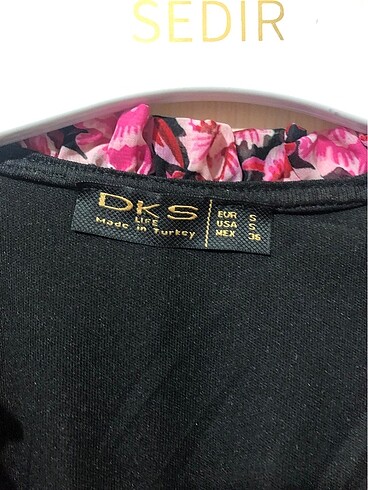 SEDIR
DKS
LIFE
Made in Turkey
EUR S
USA S
MEX 36